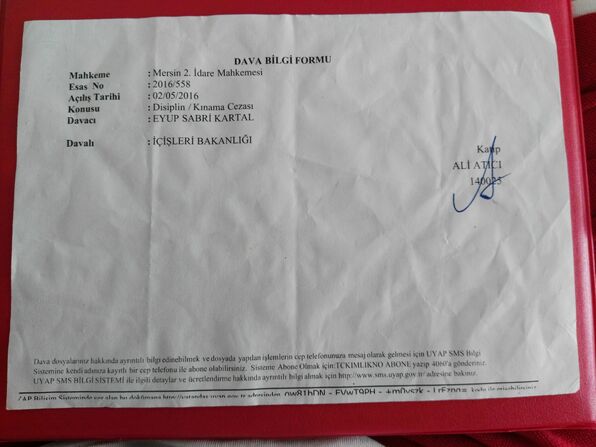 DAVA BİLGİ FORMU
Mahkeme : Mersin 2. İdare Mahkemesi
Esas No : 2016/558
Açılış Tarihi : 02/05/2016
Konusu : Disiplin / Kınama Cezası
Davacı : EYUP SABRİ KARTAL
Davalı : İÇİŞLERİ BAKANLIĞI
Katip
ALİ ATICI
140025
Dava dosyalarınız hakkında ayrıntılı bilgi edinebilmek ve dosyada yapılan işlemlerin cep telefonunuza mesaj olarak gelmesi için UYAP SMS Bilgi
Sistemine kendi adınıza kayıtlı bir cep telefonu ile abone olabilirsiniz. Sisteme Abone Olmak için:TCKIMLIKNO ABONE yazıp 4060'a gönderiniz.
UYAP SMS BİLGİ SİSTEMİ ile ilgili detaylar ve ücretlendirme hakkında ayrıntılı bilgi almak için http://www.sms.uyap.gov.tr adresine bakınız.